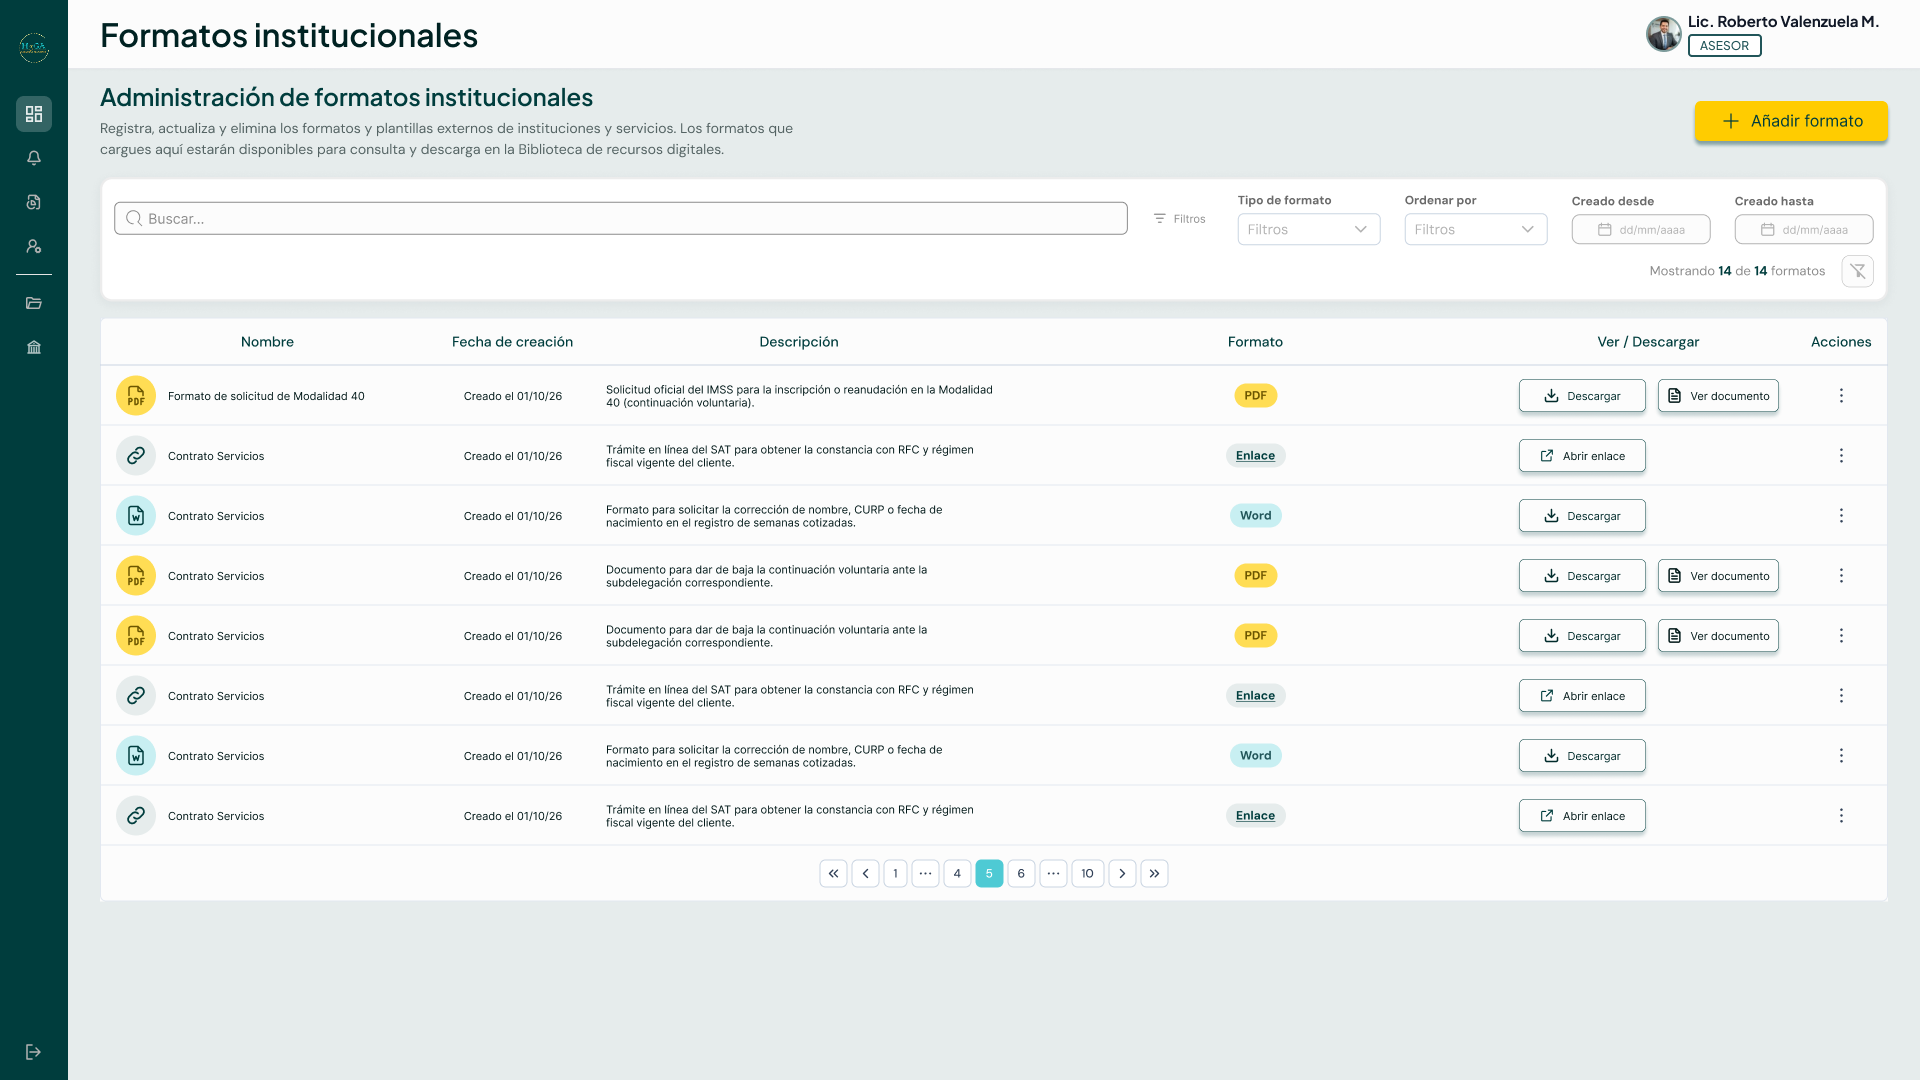 Formatos institucionales
Lic. Roberto Valenzuela M.
ASESOR
Administración de formatos institucionales
Registra, actualiza y elimina los formatos y plantillas externos de instituciones y servicios. Los formatos que
cargues aquí estarán disponibles para consulta y descarga en la Biblioteca de recursos digitales.
Añadir formato
Buscar...
Filtros
Tipo de formato
Filtros
Ordenar por
Filtros
Creado desde
dd/mm/aaaa
Creado hasta
dd/mm/aaaa
Mostrando 14 de 14 formatos
Nombre Fecha de creación Descripción Formato Ver / Descargar Acciones
PDF Formato de solicitud de Modalidad 40 Creado el 01/10/26
Solicitud oficial del IMSS para la inscripción o reanudación en la Modalidad
40 (continuación voluntaria).
PDF Descargar Ver documento
Contrato Servicios Creado el 01/10/26
Trámite en línea del SAT para obtener la constancia con RFC y régimen
fiscal vigente del cliente.
Enlace Abrir enlace
W Contrato Servicios Creado el 01/10/26
Formato para solicitar la corrección de nombre, CURP o fecha de
nacimiento en el registro de semanas cotizadas.
Word Descargar
PDF Contrato Servicios Creado el 01/10/26
Documento para dar de baja la continuación voluntaria ante la
subdelegación correspondiente.
PDF Descargar Ver documento
PDF Contrato Servicios Creado el 01/10/26
Documento para dar de baja la continuación voluntaria ante la
subdelegación correspondiente.
PDF Descargar Ver documento
Contrato Servicios Creado el 01/10/26
Trámite en línea del SAT para obtener la constancia con RFC y régimen
fiscal vigente del cliente.
Enlace Abrir enlace
W Contrato Servicios Creado el 01/10/26
Formato para solicitar la corrección de nombre, CURP o fecha de
nacimiento en el registro de semanas cotizadas.
Word Descargar
Contrato Servicios Creado el 01/10/26
Trámite en línea del SAT para obtener la constancia con RFC y régimen
fiscal vigente del cliente.
Enlace Abrir enlace
« ‹ 1 ··· 4 5 6 ··· 10 › »